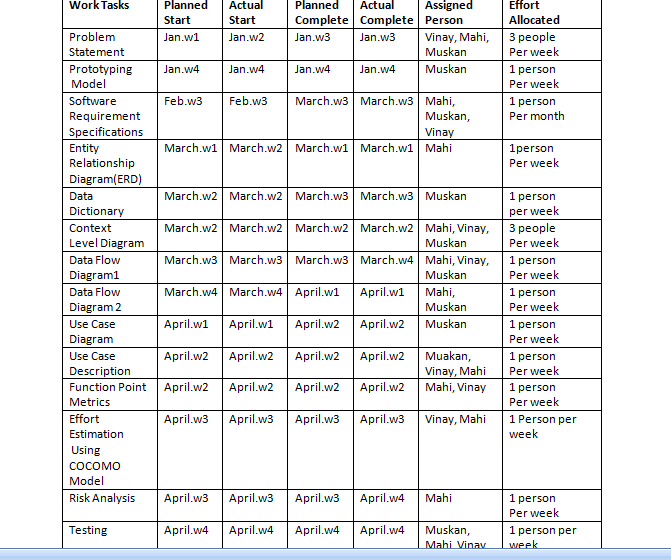 Work Tasks Planned Start Actual Start Planned Complete Actual Complete Assigned Person Effort Allocated
Problem Statement Jan.w1 Jan.w2 Jan.w3 Jan.w3 Vinay, Mahi, Muskan 3 people Per week
Prototyping Model Jan.w4 Jan.w4 Jan.w4 Jan.w4 Muskan 1 person Per week
Software Requirement Specifications Feb.w3 Feb.w3 March.w3 March.w3 Mahi, Muskan, Vinay 1 person Per month
Entity Relationship Diagram(ERD) March.w1 March.w2 March.w1 March.w1 Mahi 1person Per week
Data Dictionary March.w2 March.w2 March.w3 March.w3 Muskan 1 person per week
Context Level Diagram March.w2 March.w2 March.w2 March.w2 Mahi, Vinay, Muskan 3 people Per week
Data Flow Diagram1 March.w3 March.w3 March.w3 March.w4 Mahi, Vinay, Muskan 1 person Per week
Data Flow Diagram 2 March.w4 March.w4 April.w1 April.w1 Mahi, Muskan 1 person Per week
Use Case Diagram April.w1 April.w1 April.w2 April.w2 Muskan 1 person Per week
Use Case Description April.w2 April.w2 April.w2 April.w2 Muakan, Vinay, Mahi 1 person Per week
Function Point Metrics April.w2 April.w2 April.w2 April.w2 Mahi, Vinay 1 person Per week
Effort Estimation Using COCOMO Model April.w3 April.w3 April.w3 April.w3 Vinay, Mahi 1 Person per week
Risk Analysis April.w3 April.w3 April.w3 April.w4 Mahi 1 person Per week
Testing April.w4 April.w4 April.w4 April.w4 Muskan, Mahi, Vinay 1 person per week